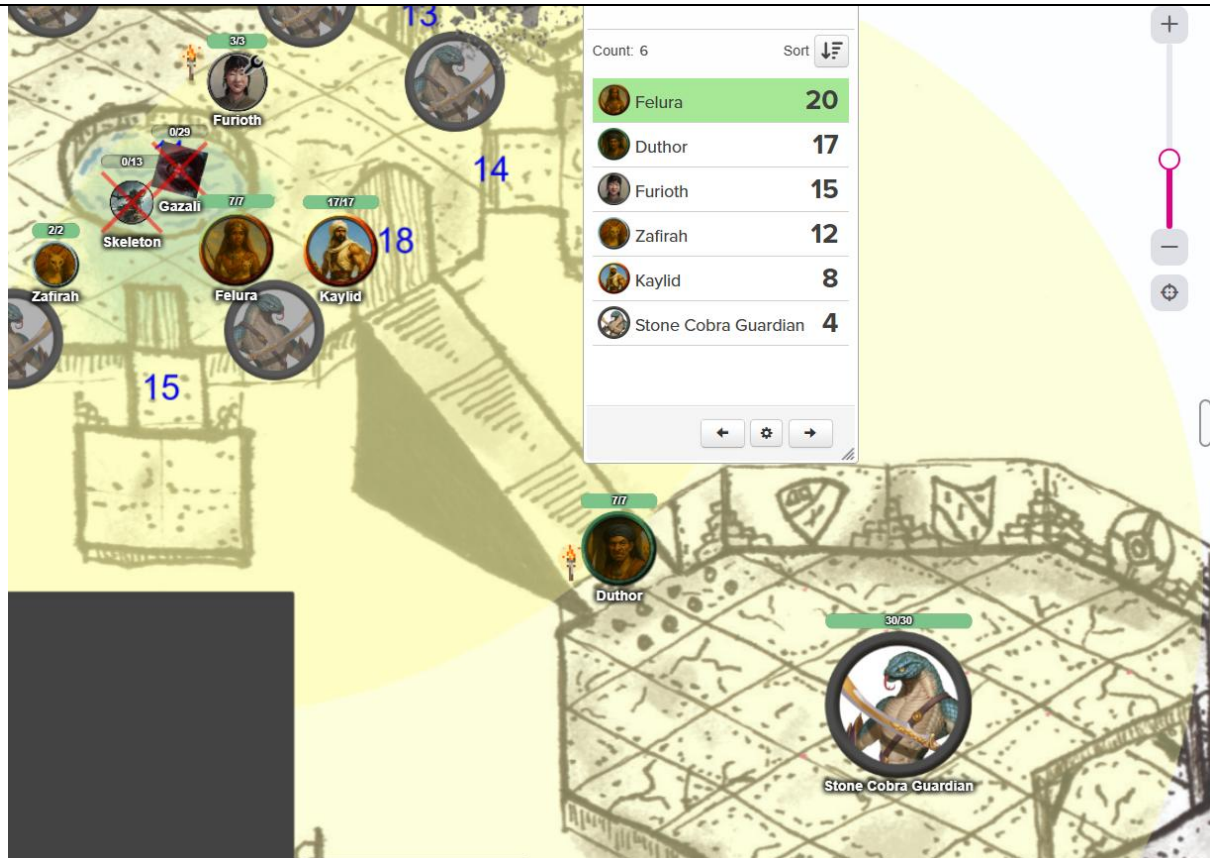 13
3/3
Furioth
0/29
0/13
14
Gazali
Skeleton
2/2
7/7
17/17
18
Zafirah
Felura
Kaylid
15
Count: 6
Sort
Felura 20
Duthor 17
Furioth 15
Zafirah 12
Kaylid 8
Stone Cobra Guardian 4
7/7
Duthor
30/30
Stone Cobra Guardian